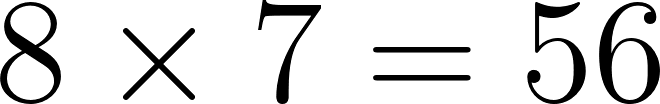 8 × 7 = 56